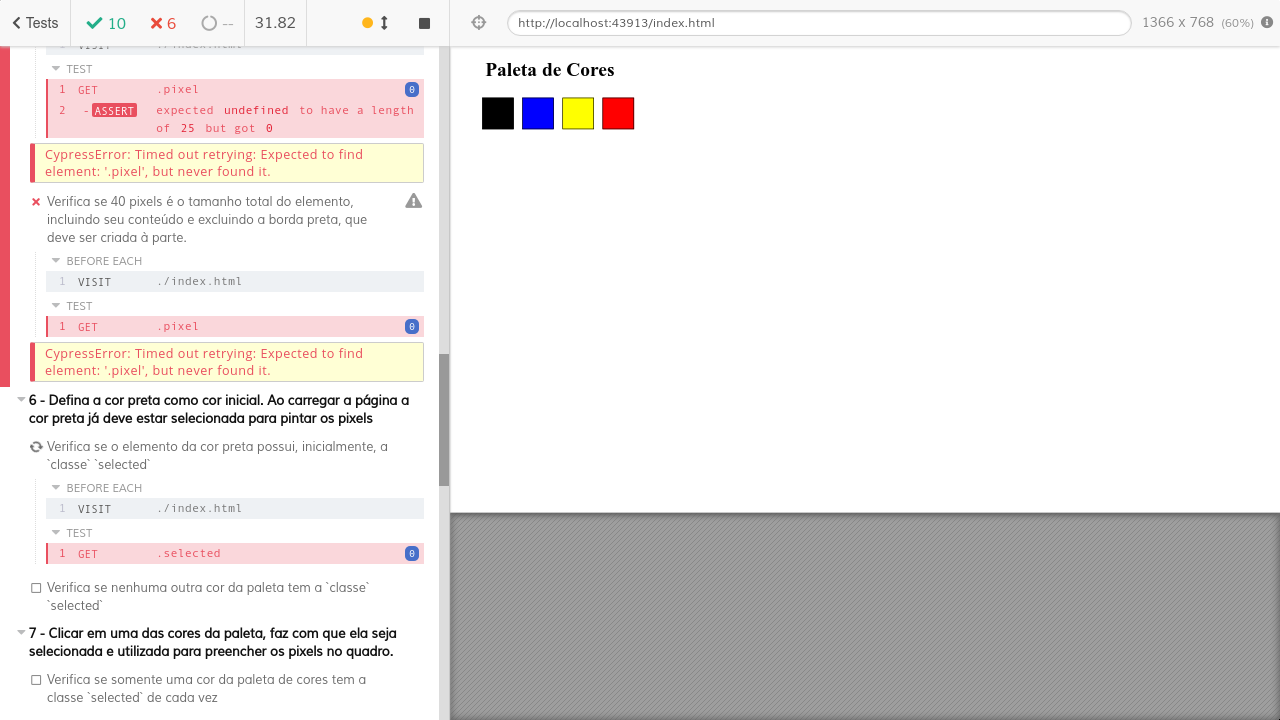 Tests
10
6
--
31.82
http://localhost:43913/index.html
1366 x 768 (60%)
1 VISIT ./index.html
TEST
1 GET .pixel 0
2 -ASSERT expected undefined to have a length
of 25 but got 0
CypressError: Timed out retrying: Expected to find
element: '.pixel', but never found it.
Verifica se 40 pixels é o tamanho total do elemento,
incluindo seu conteúdo e excluindo a borda preta, que
deve ser criada à parte.
BEFORE EACH
1 VISIT ./index.html
TEST
1 GET .pixel 0
CypressError: Timed out retrying: Expected to find
element: '.pixel', but never found it.
6 - Defina a cor preta como cor inicial. Ao carregar a página a
cor preta já deve estar selecionada para pintar os pixels
Verifica se o elemento da cor preta possui, inicialmente, a
`classe` `selected`
BEFORE EACH
1 VISIT ./index.html
TEST
1 GET .selected 0
Verifica se nenhuma outra cor da paleta tem a `classe`
`selected`
7 - Clicar em uma das cores da paleta, faz com que ela seja
selecionada e utilizada para preencher os pixels no quadro.
Verifica se somente uma cor da paleta de cores tem a
classe `selected` de cada vez
Paleta de Cores